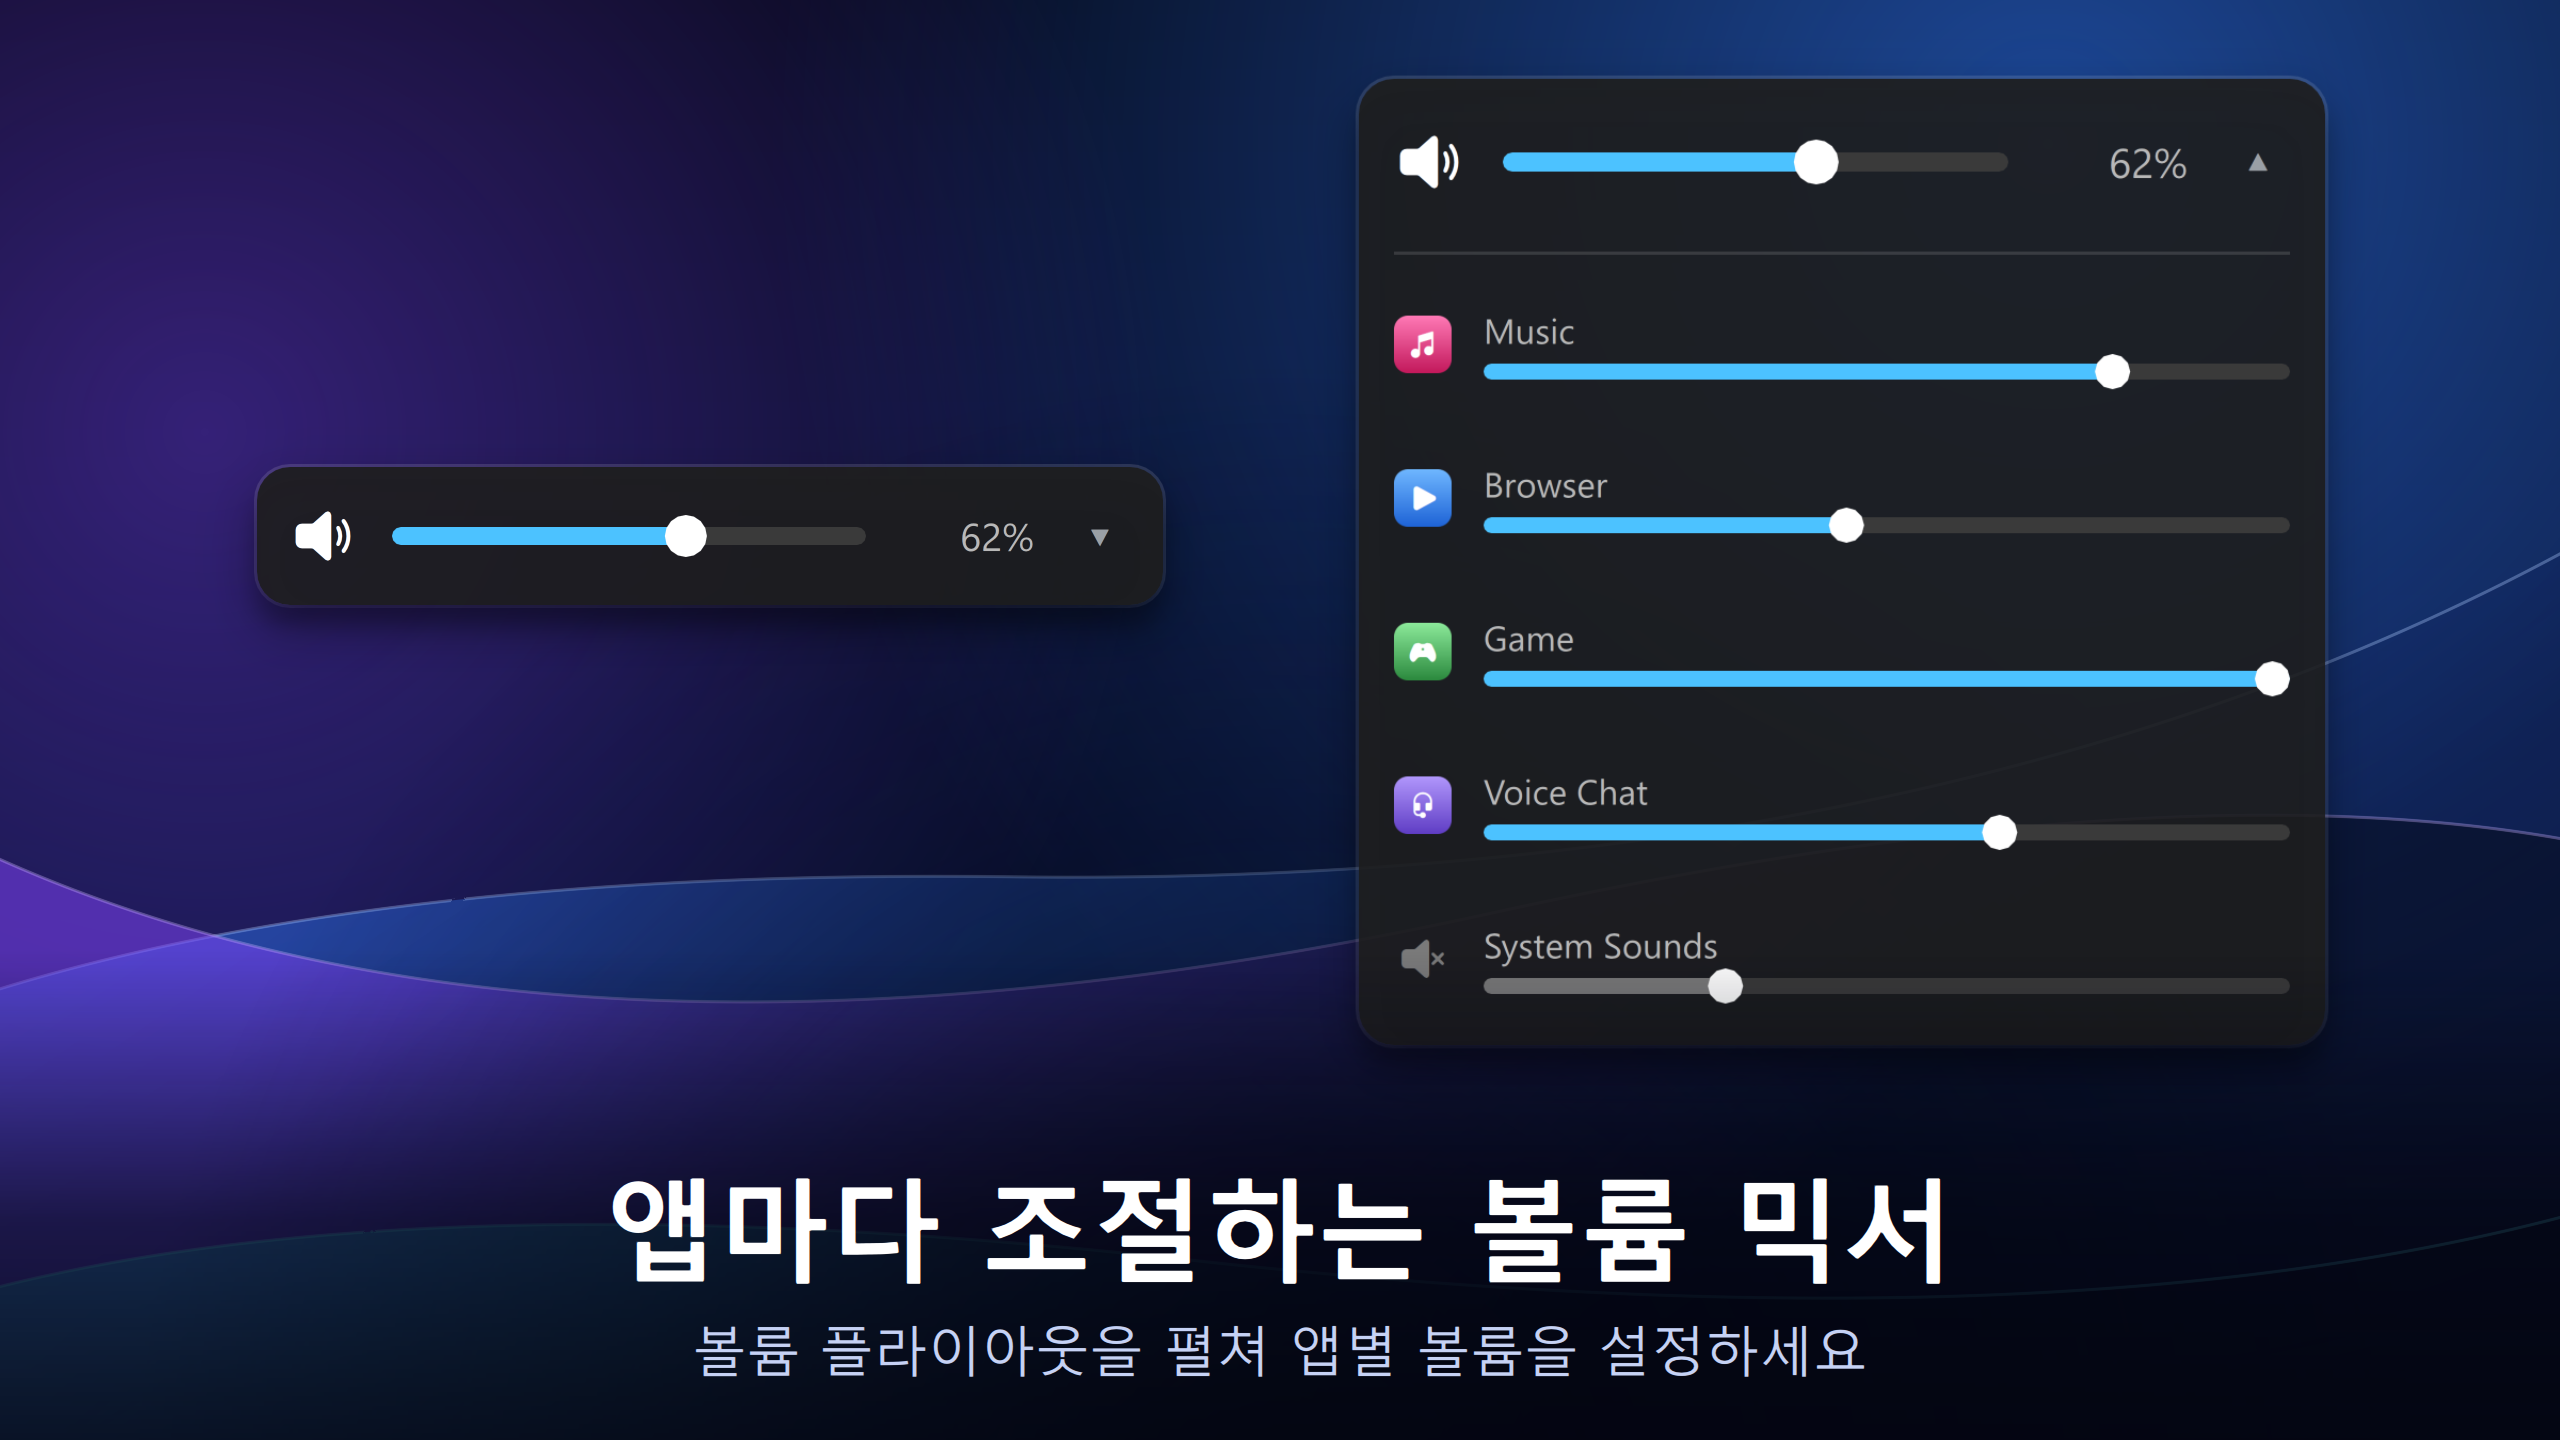 62%
62%
Music
Browser
Game
Voice Chat
System Sounds
앱마다 조절하는 볼륨 믹서
볼륨 플라이아웃을 펼쳐 앱별 볼륨을 설정하세요